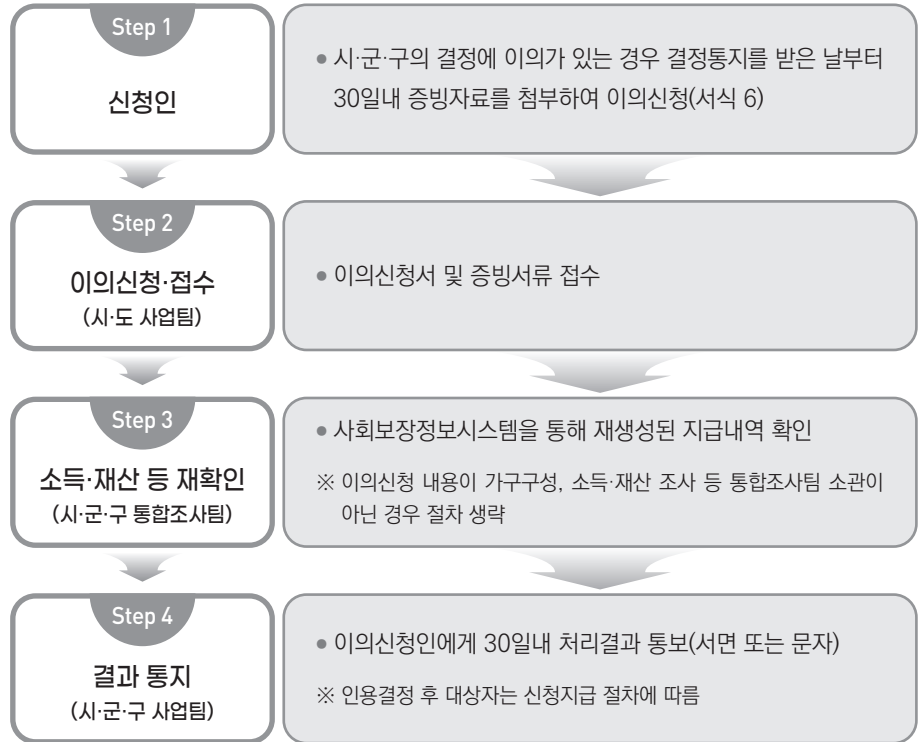 Step 1
신청인
● 시·군·구의 결정에 이의가 있는 경우 결정통지를 받은 날부터
30일내 증빙자료를 첨부하여 이의신청(서식 6)
Step 2
이의신청·접수
(시·도 사업팀)
● 이의신청서 및 증빙서류 접수
Step 3
소득·재산 등 재확인
(시·군·구 통합조사팀)
● 사회보장정보시스템을 통해 재생성된 지급내역 확인
※ 이의신청 내용이 가구구성, 소득·재산 조사 등 통합조사팀 소관이
아닌 경우 절차 생략
Step 4
결과 통지
(시·군·구 사업팀)
● 이의신청인에게 30일내 처리결과 통보(서면 또는 문자)
※ 인용결정 후 대상자는 신청지급 절차에 따름